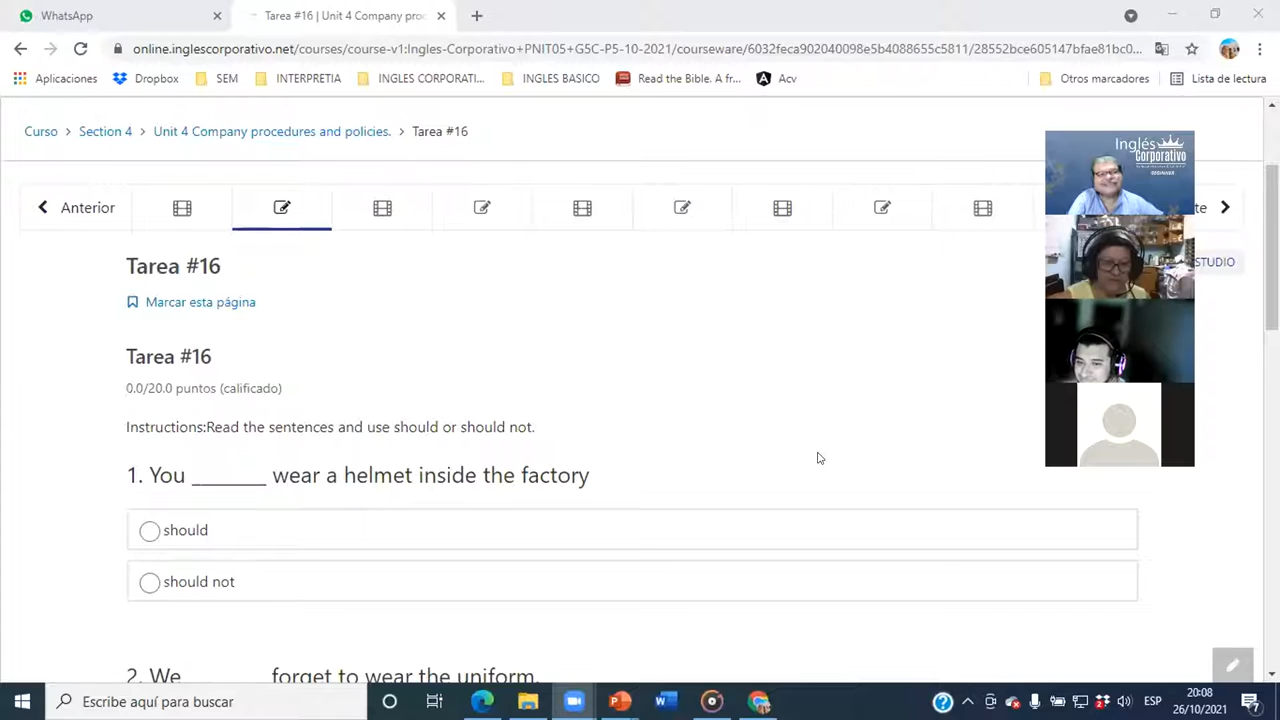 WhatsApp
Tarea #16 | Unit 4 Company proc
online.inglescorporativo.net/courses/course-v1:Ingles-Corporativo+PNIT05+G5C-P5-10-2021/courseware/6032feca902040098e5b4088655c5811/28552bce605147bfae81bc0...
Aplicaciones
Dropbox
SEM
INTERPRETIA
INGLES CORPORATI...
INGLES BASICO
Read the Bible. A fr...
Acv
Otros marcadores
Lista de lectura
Curso > Section 4 > Unit 4 Company procedures and policies. > Tarea #16
Inglés
Corporativo
BEGINNER
Anterior
te
ESTUDIO
Tarea #16
Marcar esta página
Tarea #16
0.0/20.0 puntos (calificado)
Instructions:Read the sentences and use should or should not.
1. You _______ wear a helmet inside the factory
should
should not
2. We forget to wear the uniform.
Escribe aquí para buscar
ESP
20:08
26/10/2021
7